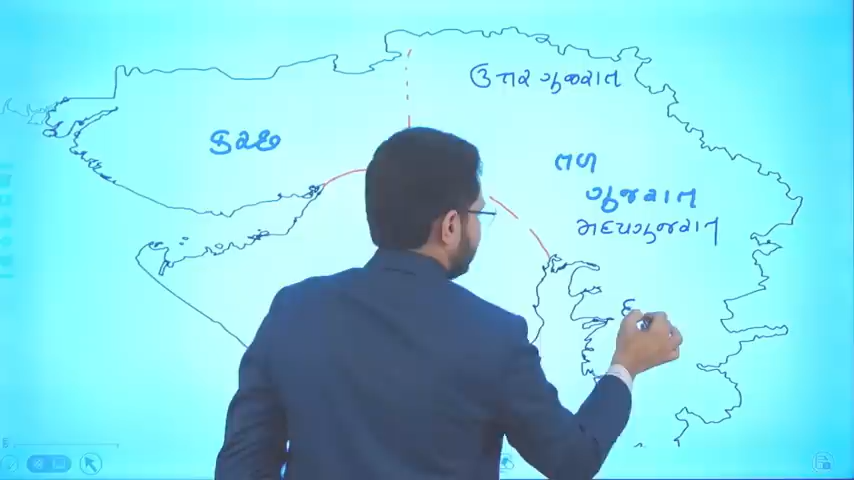 ઉત્તર ગુજરાત
કચ્છ
તળ
ગુજરાત
મધ્યગુજરાત
દ